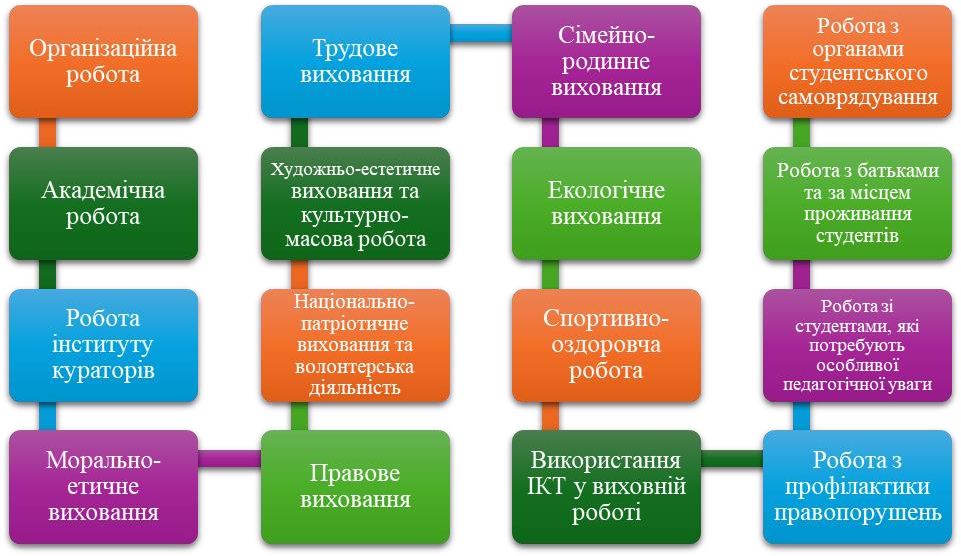 Організаційна
робота
Академічна
робота
Робота
інституту
кураторів
Морально-
етичне
виховання
Правове
виховання
Національно-
патріотичне
виховання та
волонтерська
діяльність
Художньо-естетичне
виховання та
культурно-
масова робота
Трудове
виховання
Сімейно-
родинне
виховання
Екологічне
виховання
Спортивно-
оздоровча
робота
Використання
ІКТ у виховній
роботі
Робота з
профілактики
правопорушень
Робота зі
студентами, які
потребують
особливої
педагогічної уваги
Робота з батьками
та за місцем
проживання
студентів
Робота з
органами
студентського
самоврядування